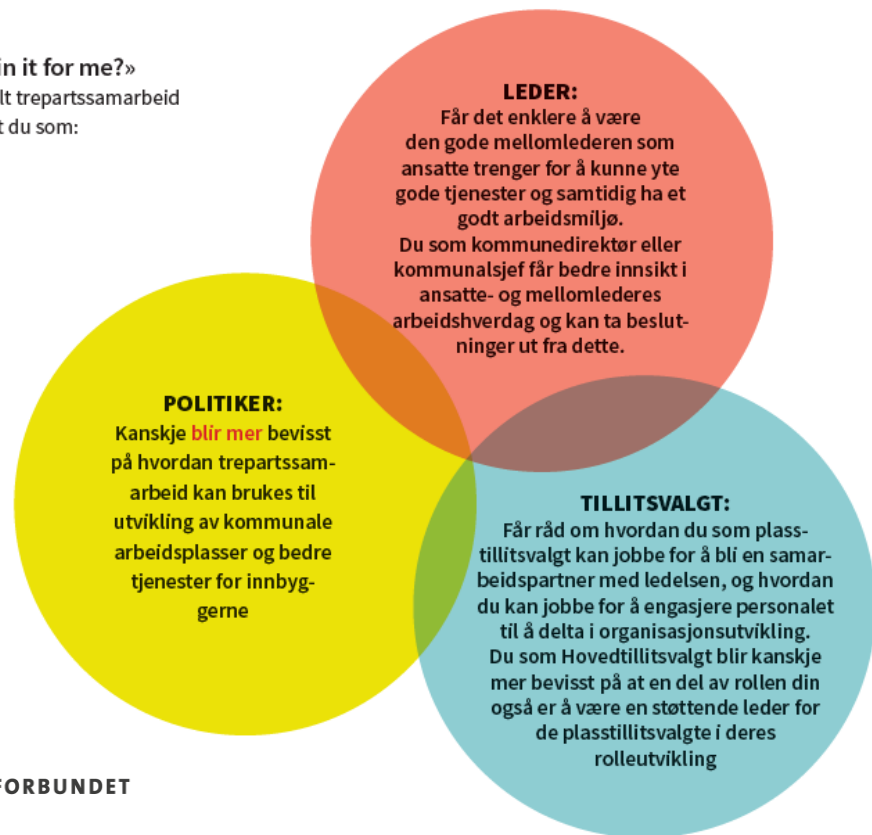 in it for me?»
lt trepartssamarbeid
t du som:
LEDER:
Får det enklere å være
den gode mellomlederen som
ansatte trenger for å kunne yte
gode tjenester og samtidig ha et
godt arbeidsmiljø.
Du som kommunedirektør eller
kommunalsjef får bedre innsikt i
ansatte- og mellomlederes
arbeidshverdag og kan ta beslut-
ninger ut fra dette.
POLITIKER:
Kanskje blir mer bevisst
på hvordan trepartssam-
arbeid kan brukes til
utvikling av kommunale
arbeidsplasser og bedre
tjenester for innbyg-
gerne
TILLITSVALGT:
Får råd om hvordan du som plass-
tillitsvalgt kan jobbe for å bli en samar-
beidspartner med ledelsen, og hvordan
du kan jobbe for å engasjere personalet
til å delta i organisasjonsutvikling.
Du som Hovedtillitsvalgt blir kanskje
mer bevisst på at en del av rollen din
også er å være en støttende leder for
de plasstillitsvalgte i deres
rolleutvikling
FORBUNDET